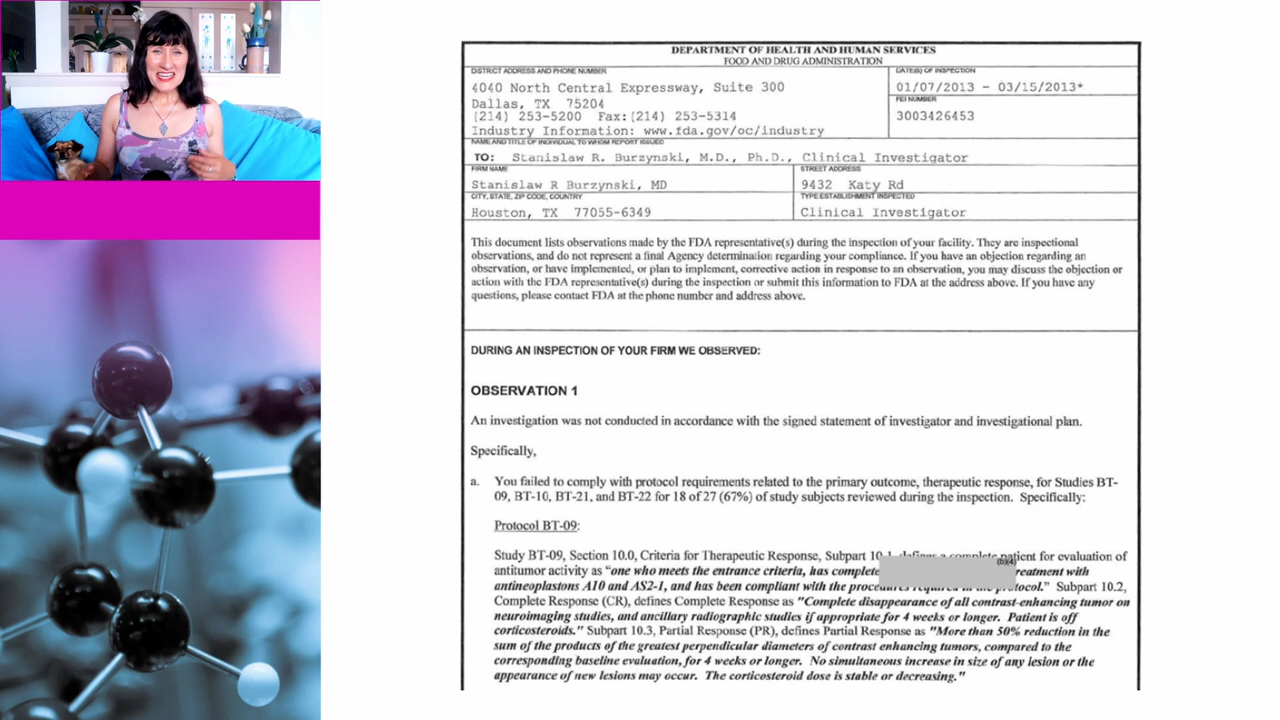 DEPARTMENT OF HEALTH AND HUMAN SERVICES
FOOD AND DRUG ADMINISTRATION
DISTRICT ADDRESS AND PHONE NUMBER
4040 North Central Expressway, Suite 300
Dallas, TX 75204
(214) 253-5200 Fax:(214) 253-5314
Industry Information: www.fda.gov/oc/industry
DATE(S) OF INSPECTION
01/07/2013 - 03/15/2013*
FEI NUMBER
3003426453
NAME AND TITLE OF INDIVIDUAL TO WHOM REPORT ISSUED
TO: Stanislaw R. Burzynski, M.D., Ph.D., Clinical Investigator
FIRM NAME
Stanislaw R Burzynski, MD
STREET ADDRESS
9432 Katy Rd
CITY, STATE, ZIP CODE, COUNTRY
Houston, TX 77055-6349
TYPE ESTABLISHMENT INSPECTED
Clinical Investigator
This document lists observations made by the FDA representative(s) during the inspection of your facility. They are inspectional
observations, and do not represent a final Agency determination regarding your compliance. If you have an objection regarding an
observation, or have implemented, or plan to implement, corrective action in response to an observation, you may discuss the objection or
action with the FDA representative(s) during the inspection or submit this information to FDA at the address above. If you have any
questions, please contact FDA at the phone number and address above.
DURING AN INSPECTION OF YOUR FIRM WE OBSERVED:
OBSERVATION 1
An investigation was not conducted in accordance with the signed statement of investigator and investigational plan.
Specifically,
a. You failed to comply with protocol requirements related to the primary outcome, therapeutic response, for Studies BT-
09, BT-10, BT-21, and BT-22 for 18 of 27 (67%) of study subjects reviewed during the inspection. Specifically:
Protocol BT-09:
Study BT-09, Section 10.0, Criteria for Therapeutic Response, Subpart 10.1, defines a complete patient for evaluation of
antitumor activity as "one who meets the entrance criteria, has complete (b)(4) reatment with
antineoplastons A10 and AS2-1, and has been compliant with the procedures required in the protocol." Subpart 10.2,
Complete Response (CR), defines Complete Response as "Complete disappearance of all contrast-enhancing tumor on
neuroimaging studies, and ancillary radiographic studies if appropriate for 4 weeks or longer. Patient is off
corticosteroids." Subpart 10.3, Partial Response (PR), defines Partial Response as "More than 50% reduction in the
sum of the products of the greatest perpendicular diameters of contrast enhancing tumors, compared to the
corresponding baseline evaluation, for 4 weeks or longer. No simultaneous increase in size of any lesion or the
appearance of new lesions may occur. The corticosteroid dose is stable or decreasing."